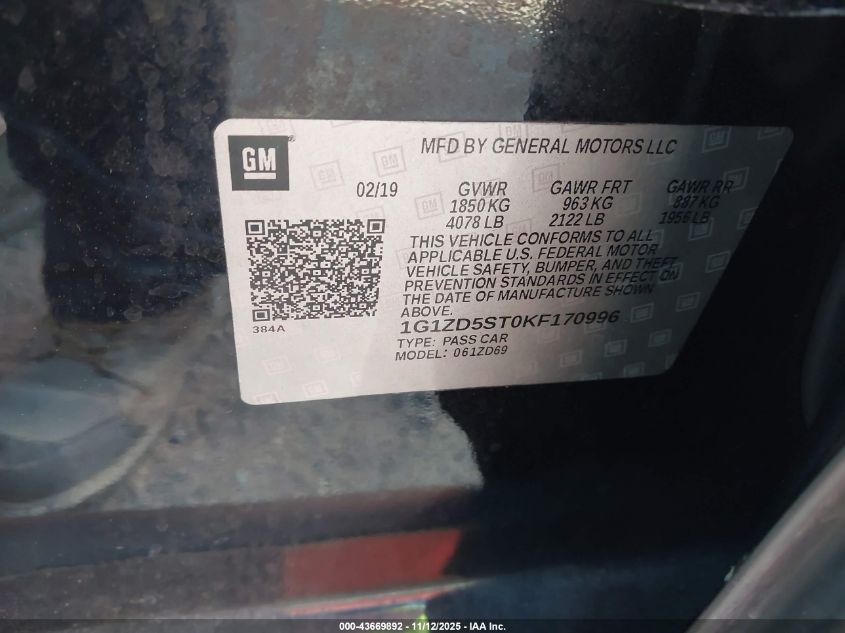 GM
MFD BY GENERAL MOTORS LLC
02/19 GVWR GAWR FRT GAWR RR
1850 KG 963 KG 887 KG
4078 LB 2122 LB 1956 LB
THIS VEHICLE CONFORMS TO ALL
APPLICABLE U.S. FEDERAL MOTOR
VEHICLE SAFETY, BUMPER, AND THEFT
PREVENTION STANDARDS IN EFFECT ON
THE DATE OF MANUFACTURE SHOWN
ABOVE.
384A
1G1ZD5ST0KF170996
TYPE: PASS CAR
MODEL: 061ZD69
000-43669892 - 11/12/2025 - IAA Inc.